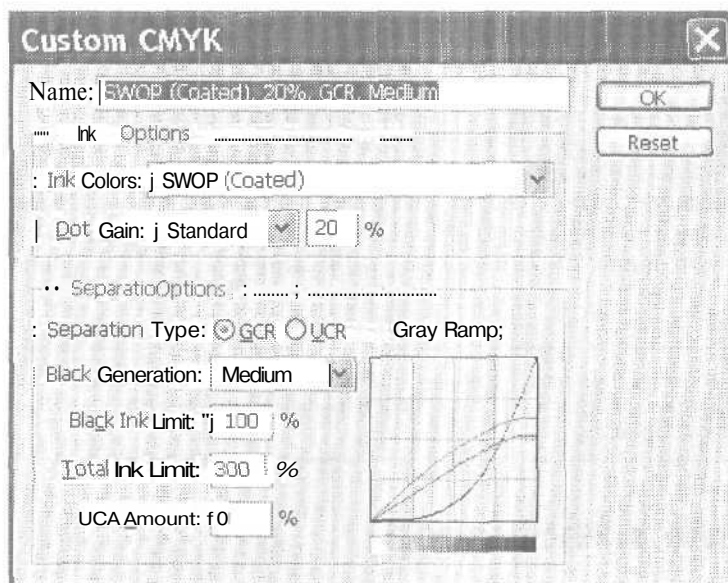 Custom CMYK
Name: SWOP (Coated), 20%, GCR, Medium
OK
Ink Options
Reset
: Ink Colors: j SWOP (Coated)
| Dot Gain: j Standard 20 %
•• SeparatioOptions : ........ ; ...........................
: Separation Type: GCR UCR Gray Ramp;
Black Generation: Medium
Black Ink Limit: "j 100 %
Total Ink Limit: 300 %
UCA Amount: f 0 %